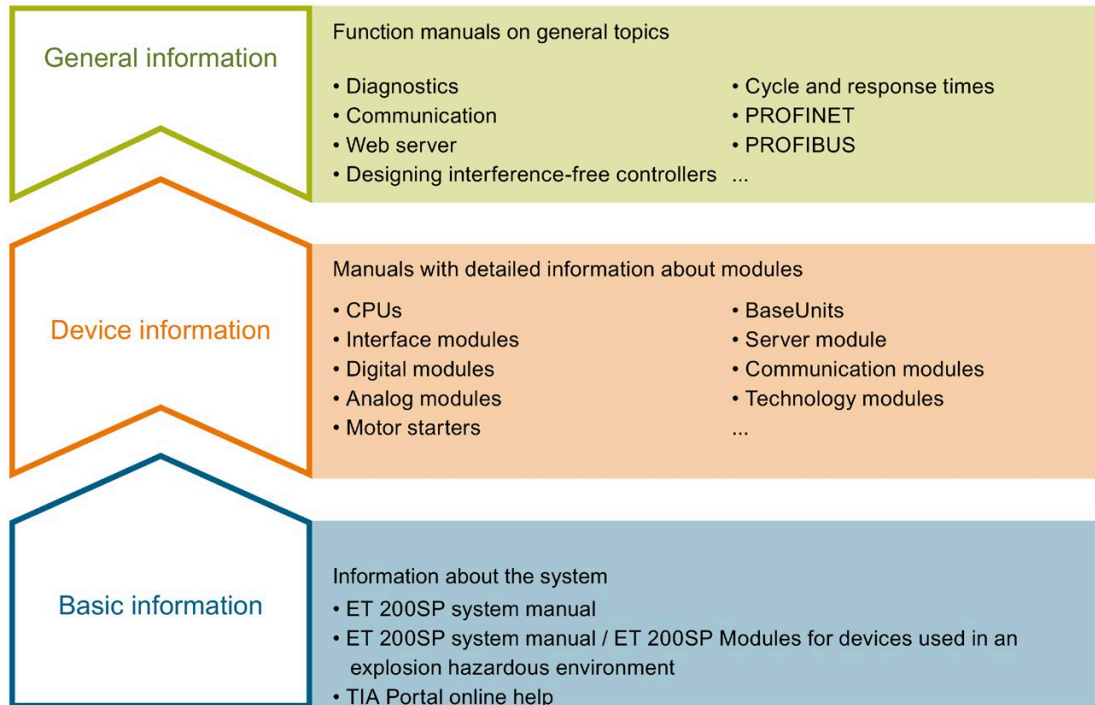 General information
Function manuals on general topics
• Diagnostics
• Communication
• Web server
• Designing interference-free controllers
• Cycle and response times
• PROFINET
• PROFIBUS
...
Device information
Manuals with detailed information about modules
• CPUs
• Interface modules
• Digital modules
• Analog modules
• Motor starters
• BaseUnits
• Server module
• Communication modules
• Technology modules
...
Basic information
Information about the system
• ET 200SP system manual
• ET 200SP system manual / ET 200SP Modules for devices used in an
explosion hazardous environment
• TIA Portal online help